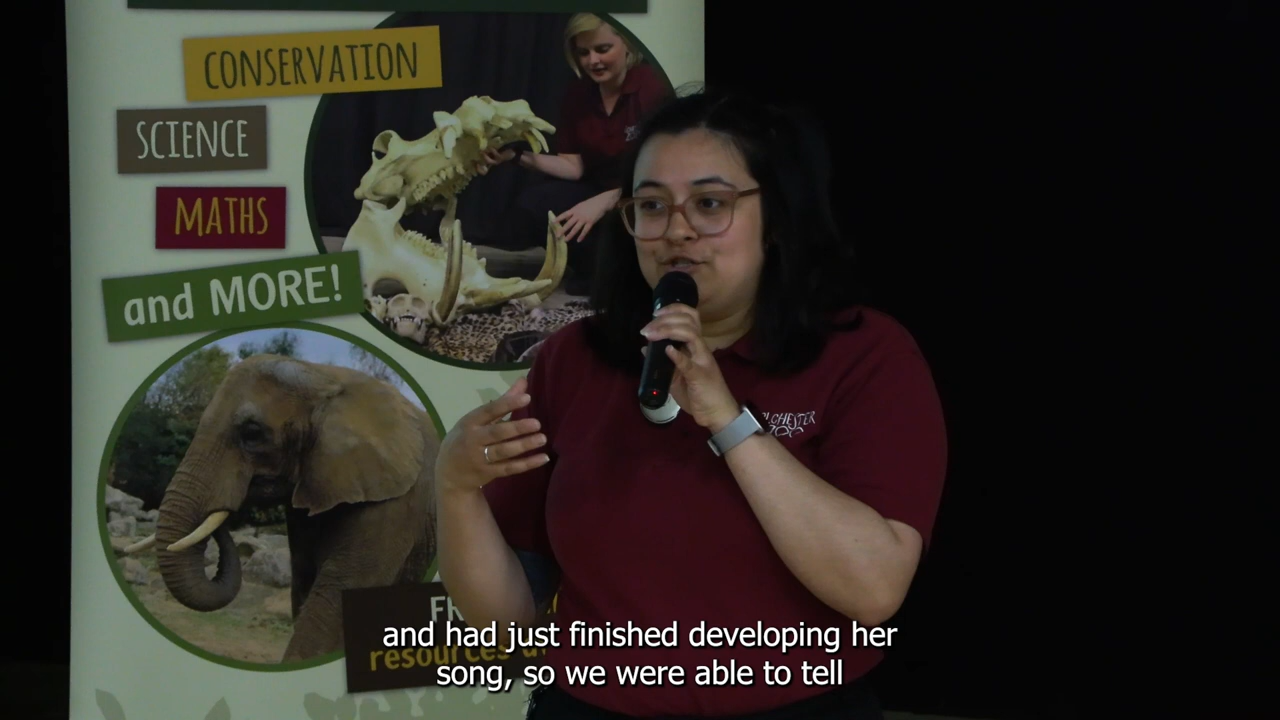 CONSERVATION
SCIENCE
MATHS
and MORE!
resources
ZOO
and had just finished developing her
song, so we were able to tell